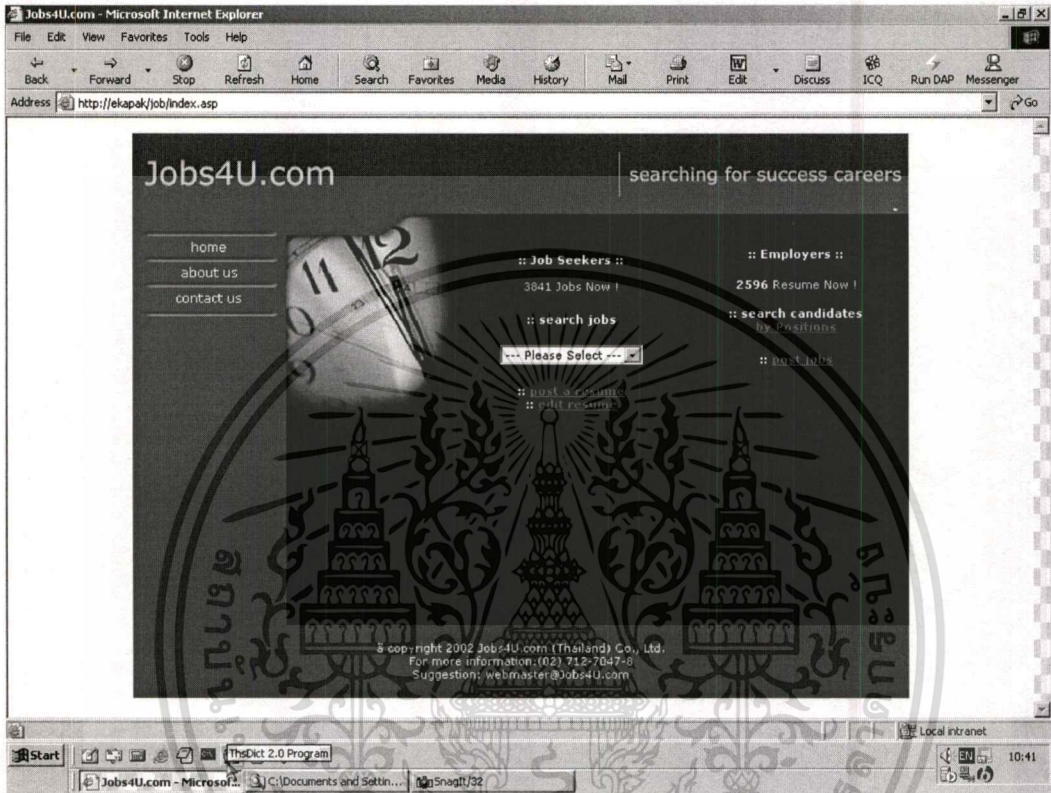 Jobs4U.com - Microsoft Internet Explorer
File Edit View Favorites Tools Help
Back Forward Stop Refresh Home Search Favorites Media History Mail Print Edit Discuss ICQ Run DAP Messenger
Address http://ekapak/job/index.asp Go
Jobs4U.com
searching for success careers
home
about us
contact us
11 12
:: Job Seekers ::
3841 Jobs Now !
:: search jobs
--- Please Select ---
:: post a resume
:: edit resume
:: Employers ::
2596 Resume Now !
:: search candidates
by Positions
:: post jobs
copyright 2002 Jobs4U.com (Thailand) Co., Ltd.
For more information:(02) 712-7047-8
Suggestion: webmaster@Jobs4U.com
Local intranet
Start
ThsDict 2.0 Program
EN
10:41
Jobs4U.com - Microsof...
C:\Documents and Settin...
SnagIt/32